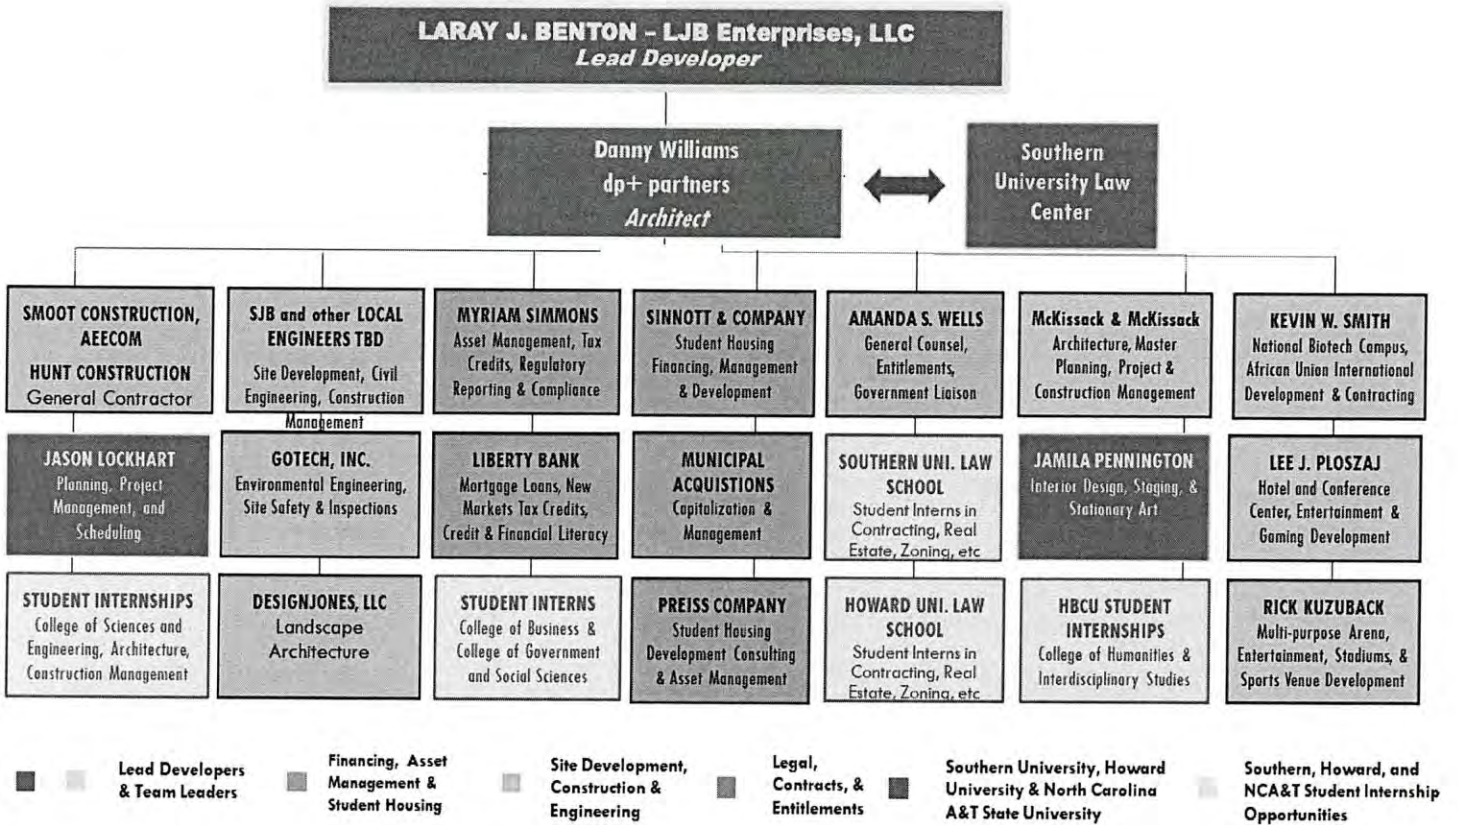 LARAY J. BENTON – LJB Enterprises, LLC
Lead Developer
Danny Williams
dp+ partners
Architect
Southern
University Law
Center
SMOOT CONSTRUCTION,
AEECOM
HUNT CONSTRUCTION
General Contractor
SJB and other LOCAL
ENGINEERS TBD
Site Development, Civil
Engineering, Construction
Management
MYRIAM SIMMONS
Asset Management, Tax
Credits, Regulatory
Reporting & Compliance
SINNOTT & COMPANY
Student Housing
Financing, Management
& Development
AMANDA S. WELLS
General Counsel,
Entitlements,
Government Liaison
McKissack & McKissack
Architecture, Master
Planning, Project &
Construction Management
KEVIN W. SMITH
National Biotech Campus,
African Union International
Development & Contracting
JASON LOCKHART
Planning, Project
Management, and
Scheduling
GOTECH, INC.
Environmental Engineering,
Site Safety & Inspections
LIBERTY BANK
Mortgage Loans, New
Markets Tax Credits,
Credit & Financial Literacy
MUNICIPAL
ACQUISTIONS
Capitalization &
Management
SOUTHERN UNI. LAW
SCHOOL
Student Interns in
Contracting, Real
Estate, Zoning, etc
JAMILA PENNINGTON
Interior Design, Staging, &
Stationary Art
LEE J. PLOSZAJ
Hotel and Conference
Center, Entertainment &
Gaming Development
STUDENT INTERNSHIPS
College of Sciences and
Engineering, Architecture,
Construction Management
DESIGNJONES, LLC
Landscape
Architecture
STUDENT INTERNS
College of Business &
College of Government
and Social Sciences
PREISS COMPANY
Student Housing
Development Consulting
& Asset Management
HOWARD UNI. LAW
SCHOOL
Student Interns in
Contracting, Real
Estate, Zoning, etc
HBCU STUDENT
INTERNSHIPS
College of Humanities &
Interdisciplinary Studies
RICK KUZUBACK
Multi-purpose Arena,
Entertainment, Stadiums, &
Sports Venue Development
Lead Developers
& Team Leaders
Financing, Asset
Management &
Student Housing
Site Development,
Construction &
Engineering
Legal,
Contracts, &
Entitlements
Southern University, Howard
University & North Carolina
A&T State University
Southern, Howard, and
NCA&T Student Internship
Opportunities